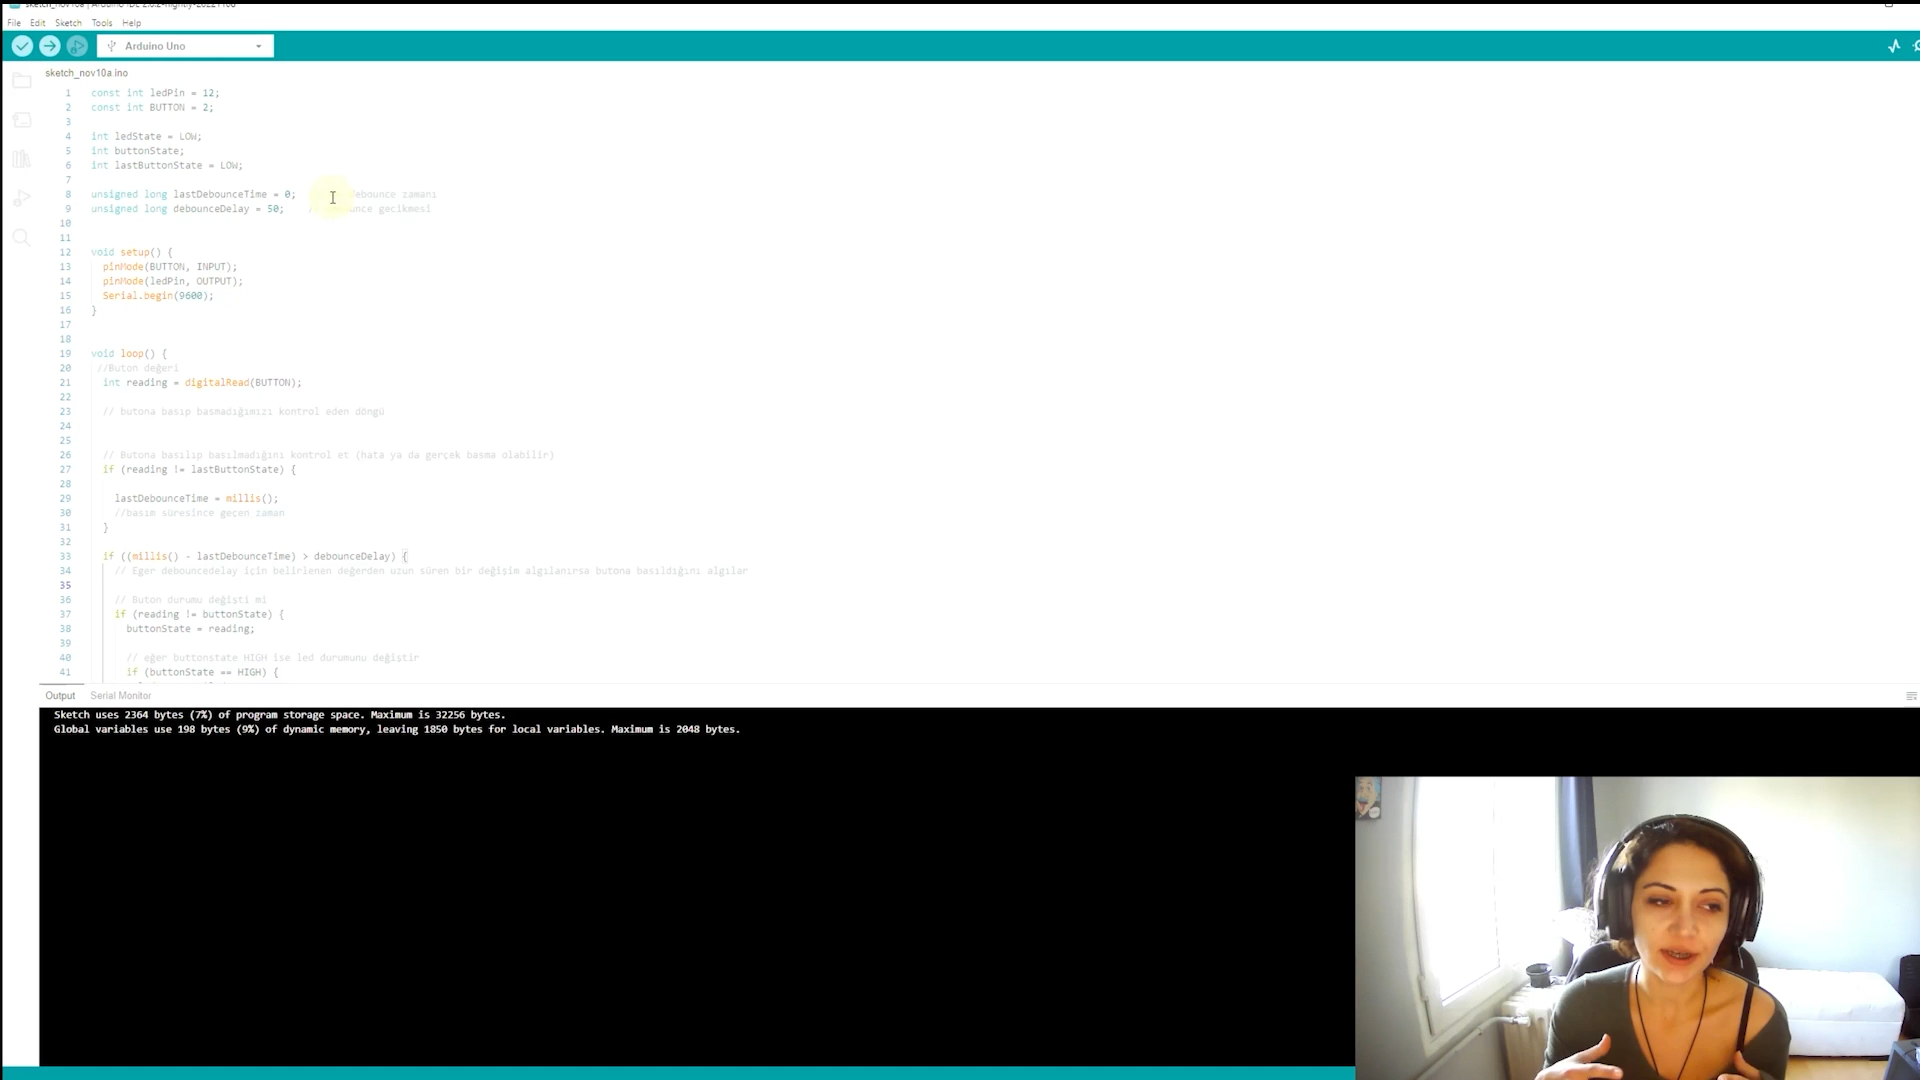 File Edit Sketch Tools Help
Arduino Uno
sketch_nov10a.ino
1 const int ledPin = 12;
2 const int BUTTON = 2;
3
4 int ledState = LOW;
5 int buttonState;
6 int lastButtonState = LOW;
7
8 unsigned long lastDebounceTime = 0; debounce zamanı
9 unsigned long debounceDelay = 50; gecikmesi
10
11
12 void setup() {
13 pinMode(BUTTON, INPUT);
14 pinMode(ledPin, OUTPUT);
15 Serial.begin(9600);
16 }
17
18
19 void loop() {
20 //Buton değeri
21 int reading = digitalRead(BUTTON);
22
23 // butona basıp basmadığımızı kontrol eden döngü
24
25
26 // Butona basılıp basılmadığını kontrol et (hata ya da gerçek basma olabilir)
27 if (reading != lastButtonState) {
28
29 lastDebounceTime = millis();
30 //basım süresince geçen zaman
31 }
32
33 if ((millis() - lastDebounceTime) > debounceDelay) {
34 // Eger debouncedelay için belirlenen değerden uzun süren bir değişim algılanırsa butona basıldığını algılar
35
36 // Buton durumu değişti mi
37 if (reading != buttonState) {
38 buttonState = reading;
39
40 // eğer buttonstate HIGH ise led durumunu değiştir
41 if (buttonState == HIGH) {
Output Serial Monitor
Sketch uses 2364 bytes (7%) of program storage space. Maximum is 32256 bytes.
Global variables use 198 bytes (9%) of dynamic memory, leaving 1850 bytes for local variables. Maximum is 2048 bytes.